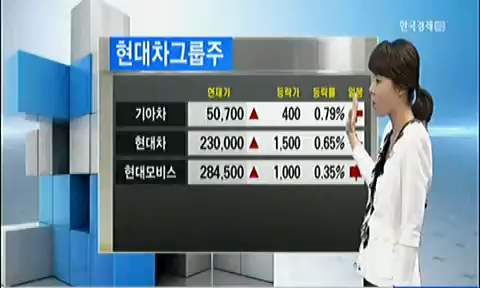 한국경제TV
현대차그룹주
현재가 등락가 등락률 일봉
기아차 50,700 ▲ 400 0.79%
현대차 230,000 ▲ 1,500 0.65%
현대모비스 284,500 ▲ 1,000 0.35%